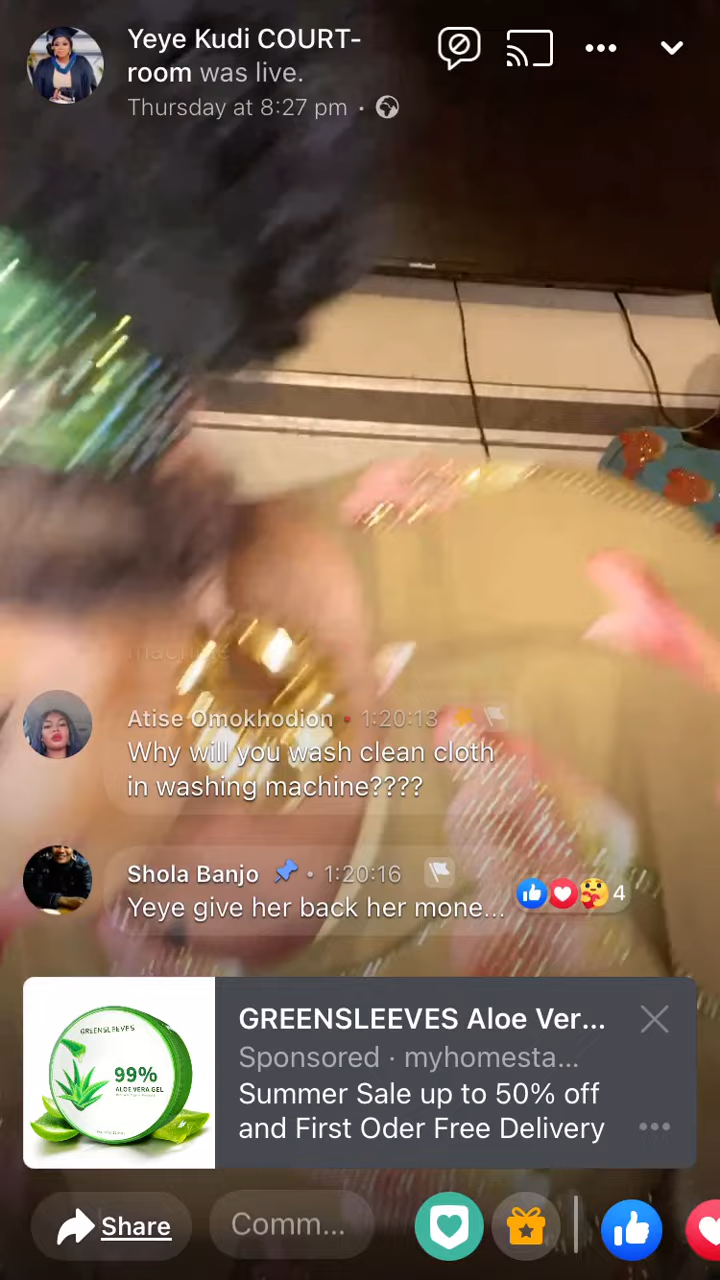 Yeye Kudi COURT-
room was live.
Thursday at 8:27 pm ·
machine
Atise Omokhodion • 1:20:13
Why will you wash clean cloth
in washing machine????
Shola Banjo • 1:20:16
Yeye give her back her mone...
4
GREENSLEEVES
99%
ALOE VERA GEL
GREENSLEEVES Aloe Ver...
Sponsored · myhomesta...
Summer Sale up to 50% off
and First Oder Free Delivery
Share
Comm...